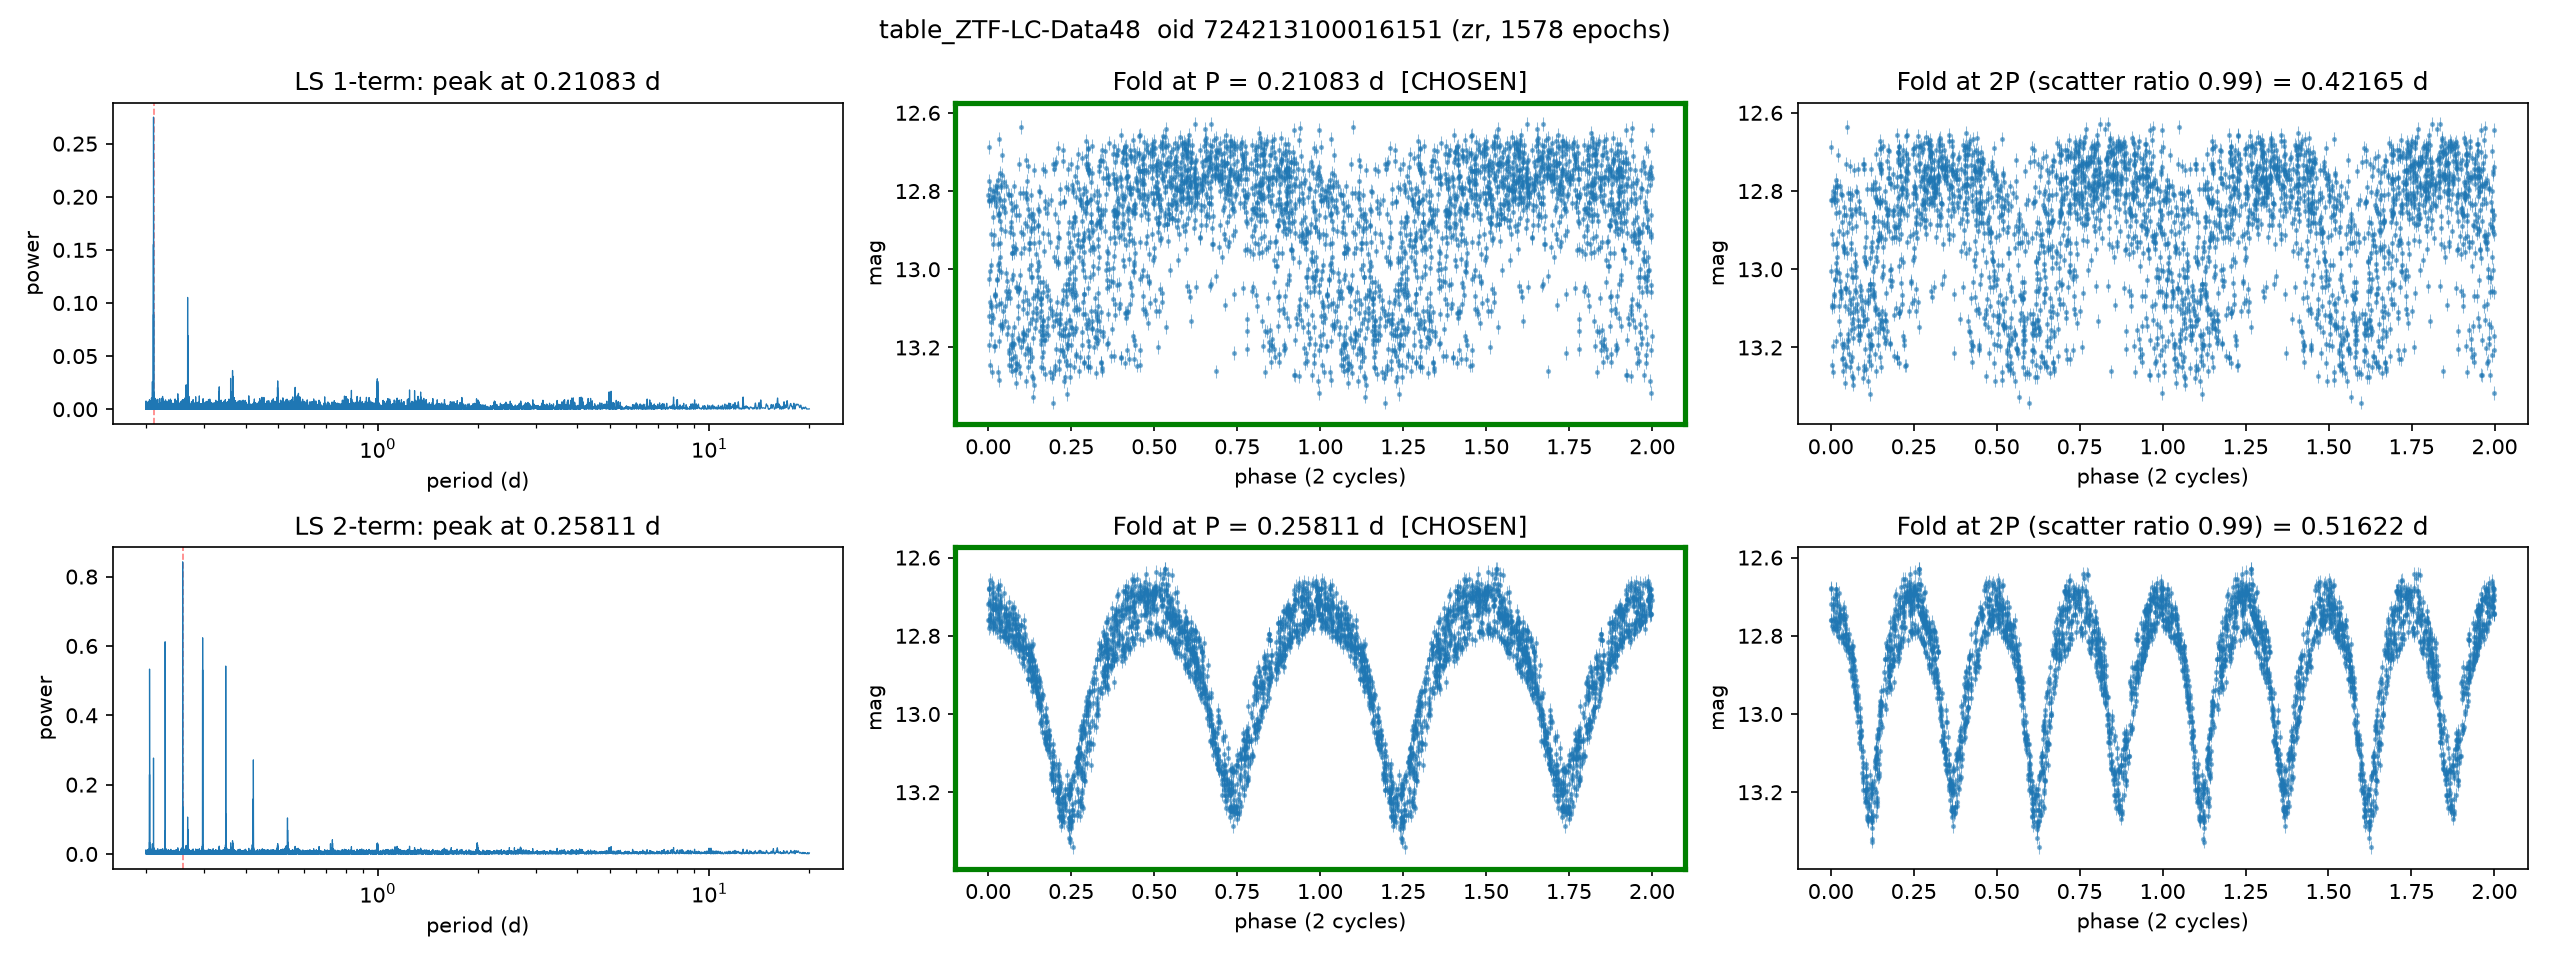 table_ZTF-LC-Data48  oid 724213100016151 (zr, 1578 epochs)
LS 1-term: peak at 0.21083 d
power
0.25
0.20
0.15
0.10
0.05
0.00
10⁰
10¹
period (d)
Fold at P = 0.21083 d  [CHOSEN]
mag
12.6
12.8
13.0
13.2
0.00 0.25 0.50 0.75 1.00 1.25 1.50 1.75 2.00
phase (2 cycles)
Fold at 2P (scatter ratio 0.99) = 0.42165 d
mag
12.6
12.8
13.0
13.2
0.00 0.25 0.50 0.75 1.00 1.25 1.50 1.75 2.00
phase (2 cycles)
LS 2-term: peak at 0.25811 d
power
0.8
0.6
0.4
0.2
0.0
10⁰
10¹
period (d)
Fold at P = 0.25811 d  [CHOSEN]
mag
12.6
12.8
13.0
13.2
0.00 0.25 0.50 0.75 1.00 1.25 1.50 1.75 2.00
phase (2 cycles)
Fold at 2P (scatter ratio 0.99) = 0.51622 d
mag
12.6
12.8
13.0
13.2
0.00 0.25 0.50 0.75 1.00 1.25 1.50 1.75 2.00
phase (2 cycles)